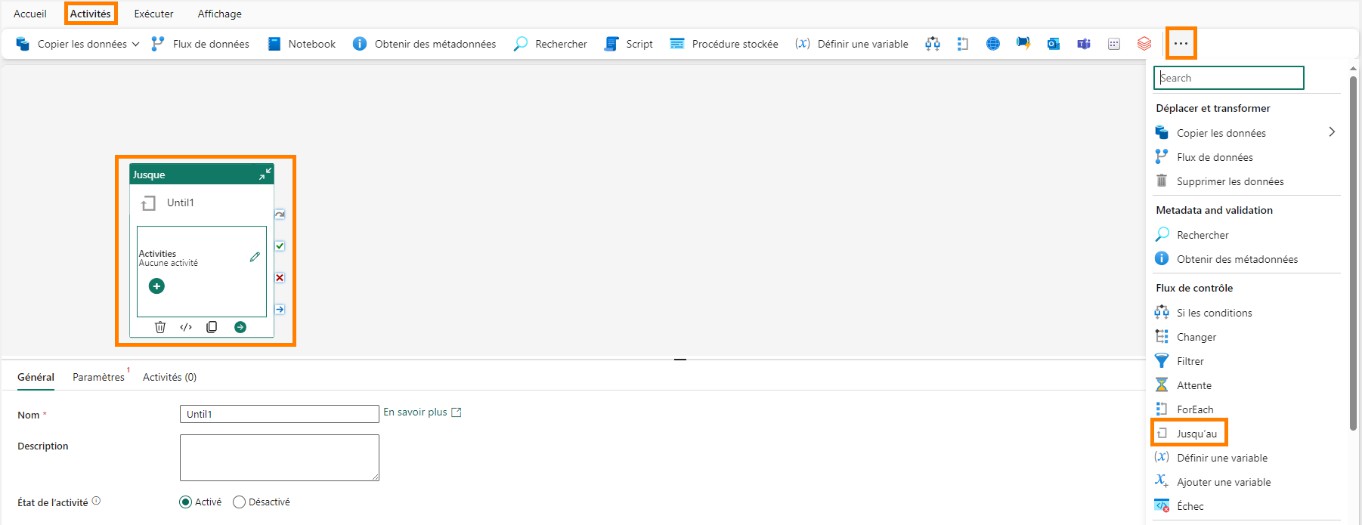 Accueil Activités Exécuter Affichage
Copier les données Flux de données Notebook Obtenir des métadonnées Rechercher Script Procédure stockée (x) Définir une variable ...
Search
Déplacer et transformer
Copier les données
Flux de données
Supprimer les données
Metadata and validation
Rechercher
Obtenir des métadonnées
Flux de contrôle
Si les conditions
Changer
Filtrer
Attente
ForEach
Jusqu'au
(x) Définir une variable
Ajouter une variable
Échec
Jusque
Until1
Activities
Aucune activité
Général Paramètres 1 Activités (0)
Nom * Until1 En savoir plus
Description
État de l'activité Activé Désactivé